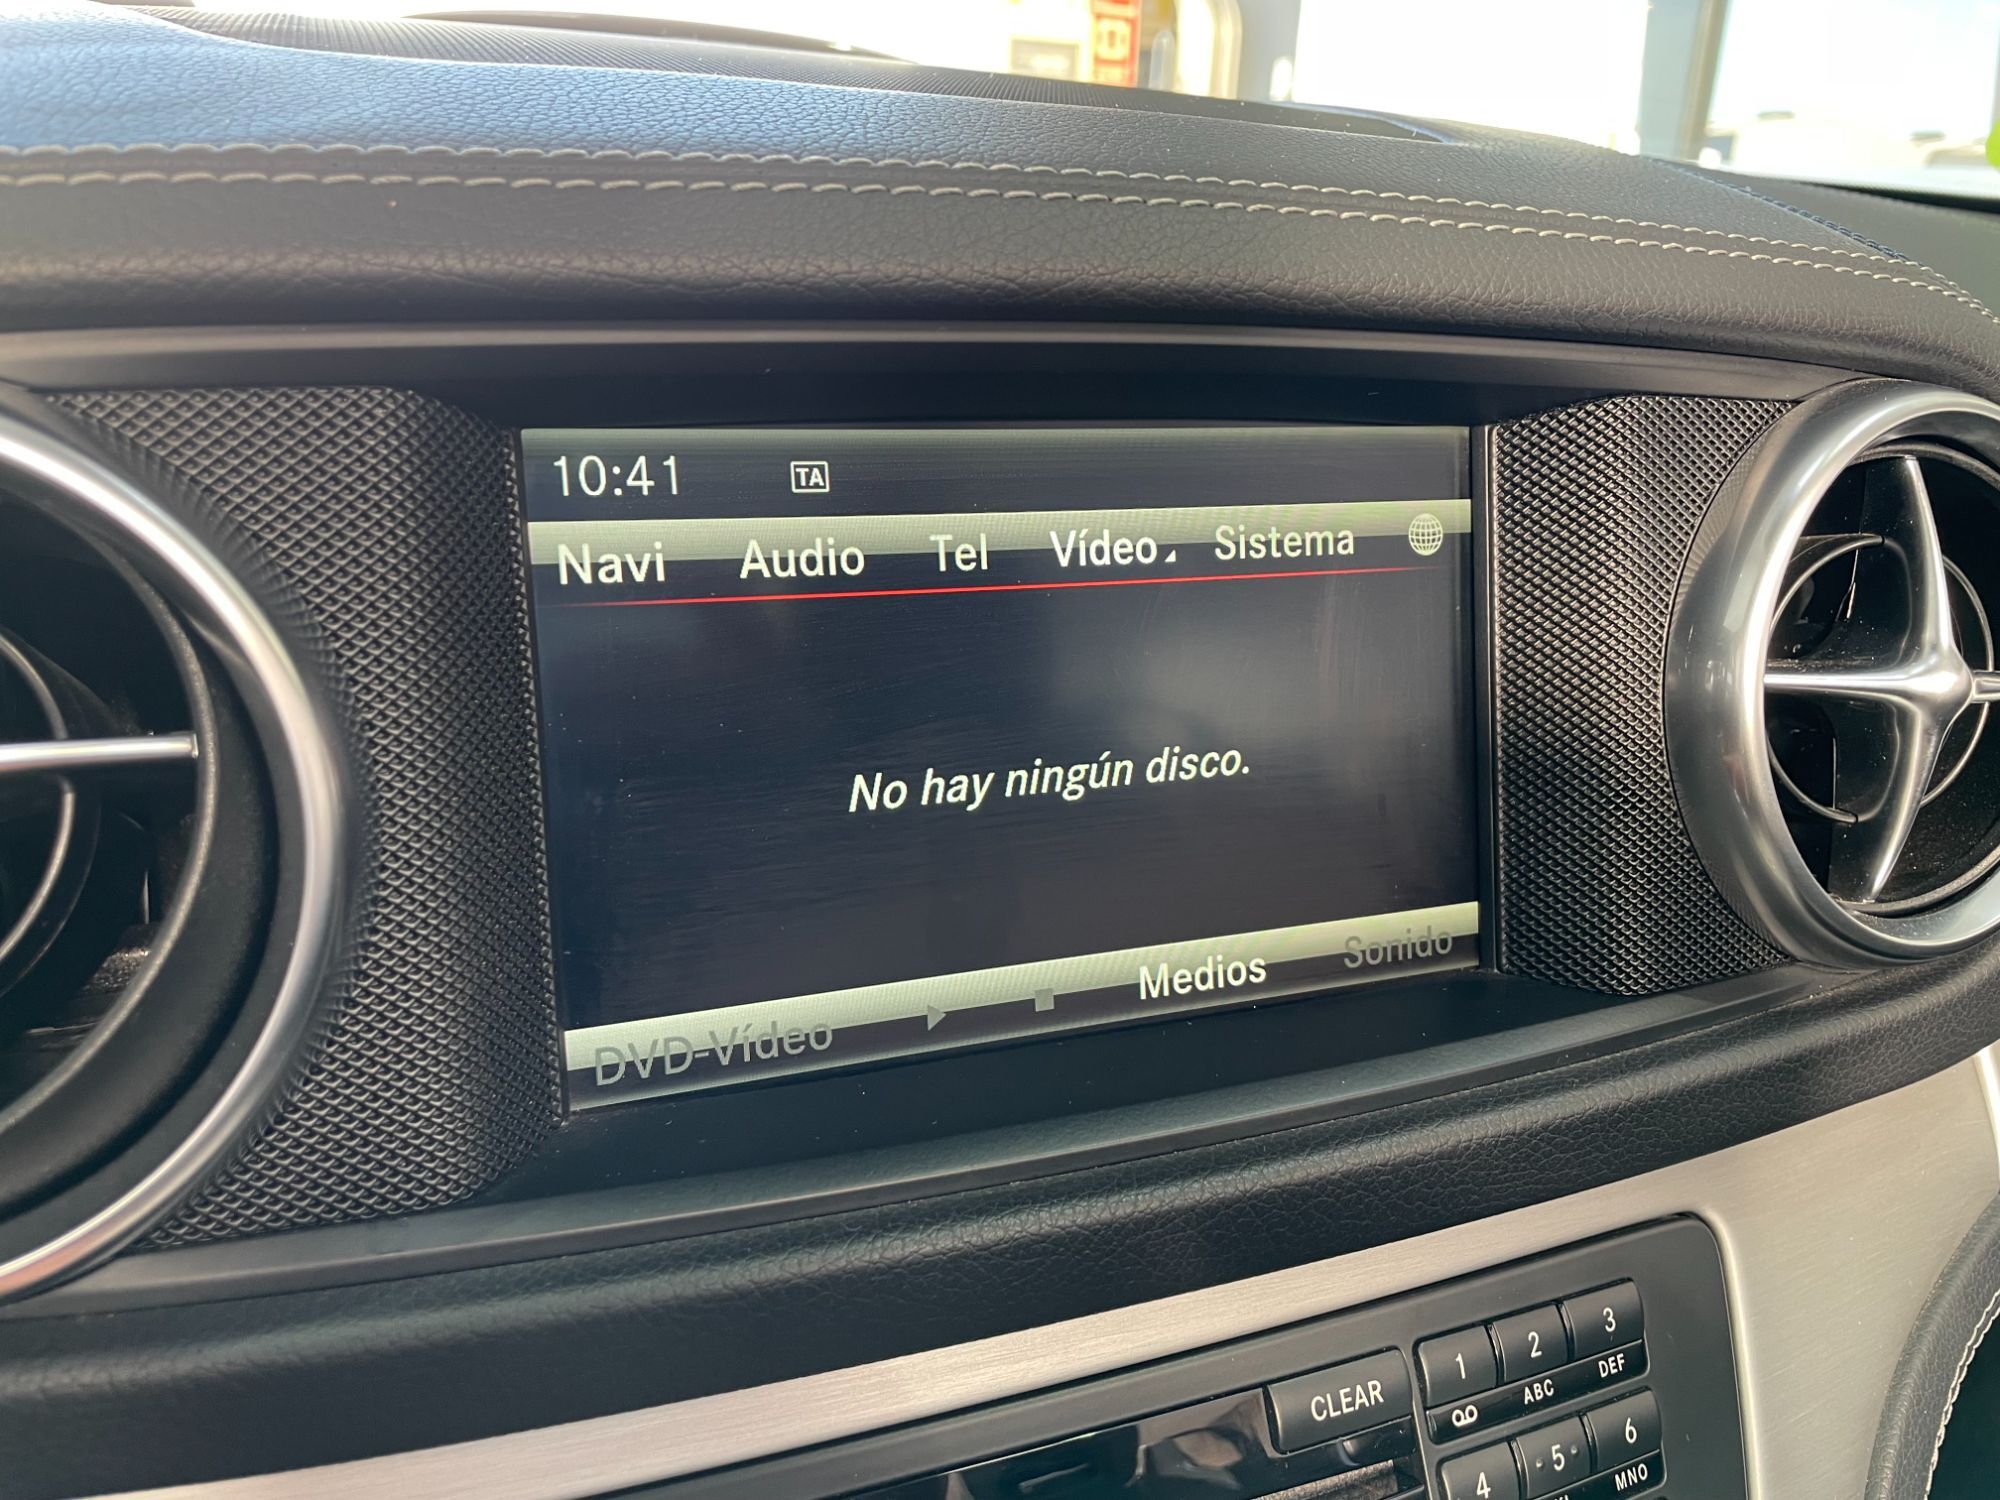 10:41 TA
Navi Audio Tel Vídeo Sistema
No hay ningún disco.
DVD-Vídeo Medios Sonido
CLEAR 1 2 3
ABC DEF
4 5 6
MNO